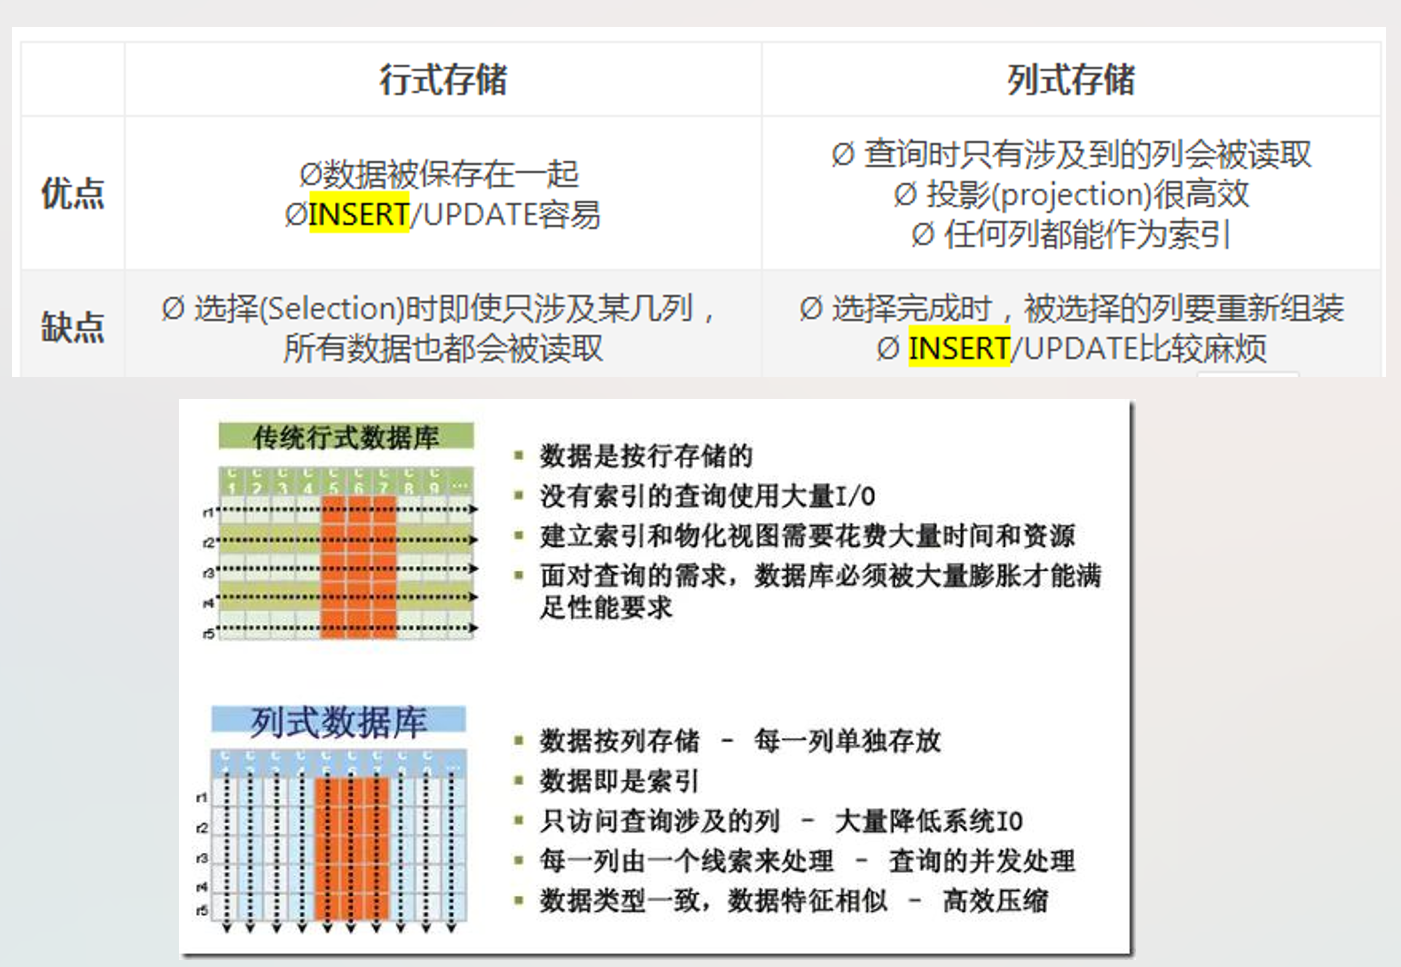 行式存储
列式存储
优点
Ø数据被保存在一起
ØINSERT/UPDATE容易
Ø 查询时只有涉及到的列会被读取
Ø 投影(projection)很高效
Ø 任何列都能作为索引
缺点
Ø 选择(Selection)时即使只涉及某几列，
所有数据也都会被读取
Ø 选择完成时，被选择的列要重新组装
Ø INSERT/UPDATE比较麻烦
传统行式数据库
C C C C C C C C C
1 2 3 4 5 6 7 8 9 ...
r1
r2
r3
r4
r5
▪ 数据是按行存储的
▪ 没有索引的查询使用大量I/O
▪ 建立索引和物化视图需要花费大量时间和资源
▪ 面对查询的需求，数据库必须被大量膨胀才能满
足性能要求
列式数据库
r1
r2
r3
r4
r5
▪ 数据按列存储 － 每一列单独存放
▪ 数据即是索引
▪ 只访问查询涉及的列 － 大量降低系统IO
▪ 每一列由一个线索来处理 － 查询的并发处理
▪ 数据类型一致，数据特征相似 － 高效压缩